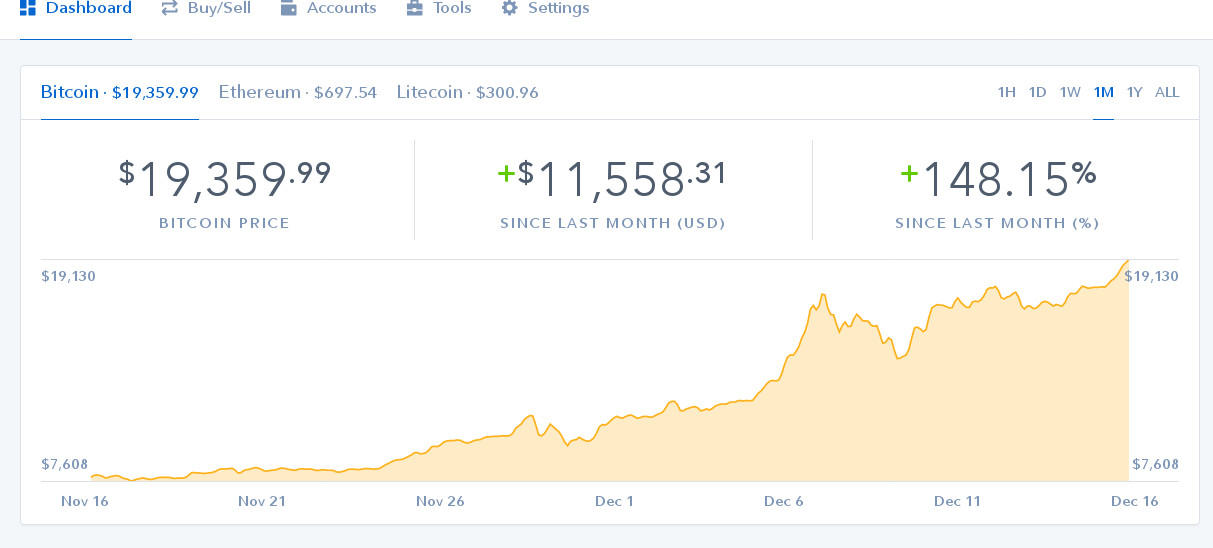 Dashboard Buy/Sell Accounts Tools Settings
Bitcoin · $19,359.99 Ethereum · $697.54 Litecoin · $300.96 1H 1D 1W 1M 1Y ALL
$19,359.99 +$11,558.31 +148.15%
BITCOIN PRICE SINCE LAST MONTH (USD) SINCE LAST MONTH (%)
$19,130 $19,130
$7,608 $7,608
Nov 16 Nov 21 Nov 26 Dec 1 Dec 6 Dec 11 Dec 16